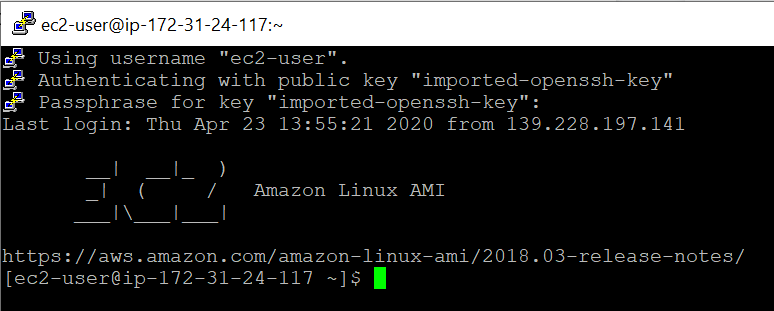 ec2-user@ip-172-31-24-117:~
Using username "ec2-user".
Authenticating with public key "imported-openssh-key"
Passphrase for key "imported-openssh-key":
Last login: Thu Apr 23 13:55:21 2020 from 139.228.197.141
       __|  __|_  )
       _|  (     /   Amazon Linux AMI
      ___|\___|___|
https://aws.amazon.com/amazon-linux-ami/2018.03-release-notes/
[ec2-user@ip-172-31-24-117 ~]$